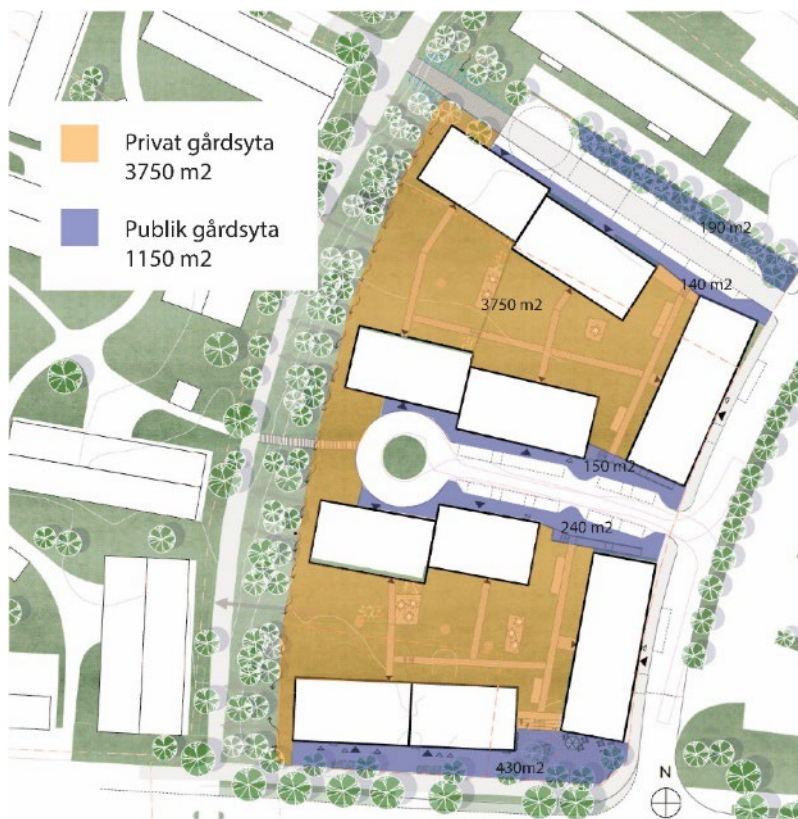 Privat gårdsyta
3750 m2
Publik gårdsyta
1150 m2
190 m2
140 m2
3750 m2
150 m2
240 m2
430m2
N